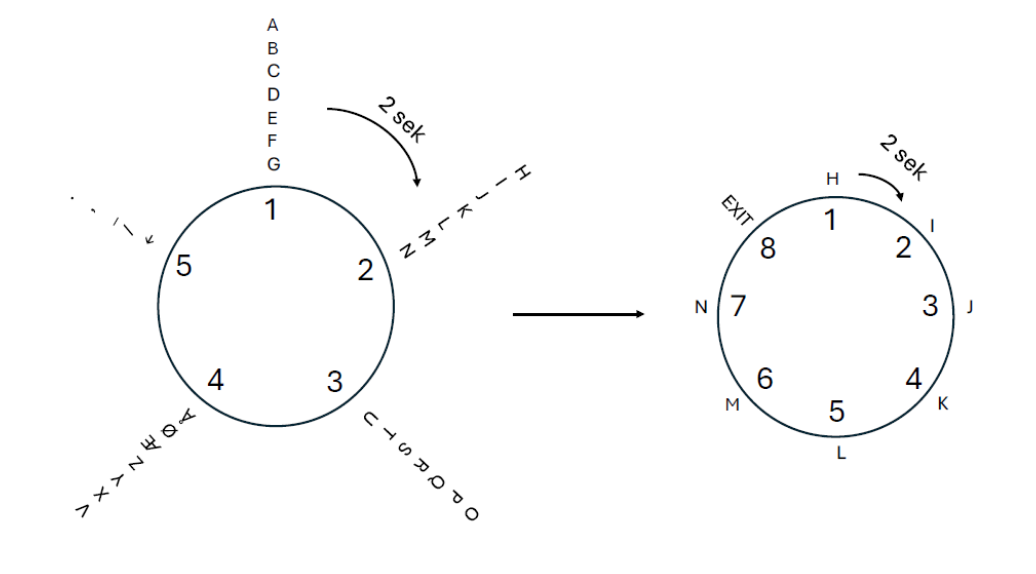 A
B
C
D
E
F
G
2 sek
H I J K L M N
O P Q R S T U
V X Y Z Æ Ø Å
. ,
1
2
3
4
5
2 sek
H
I
J
K
L
M
N
EXIT
1
2
3
4
5
6
7
8